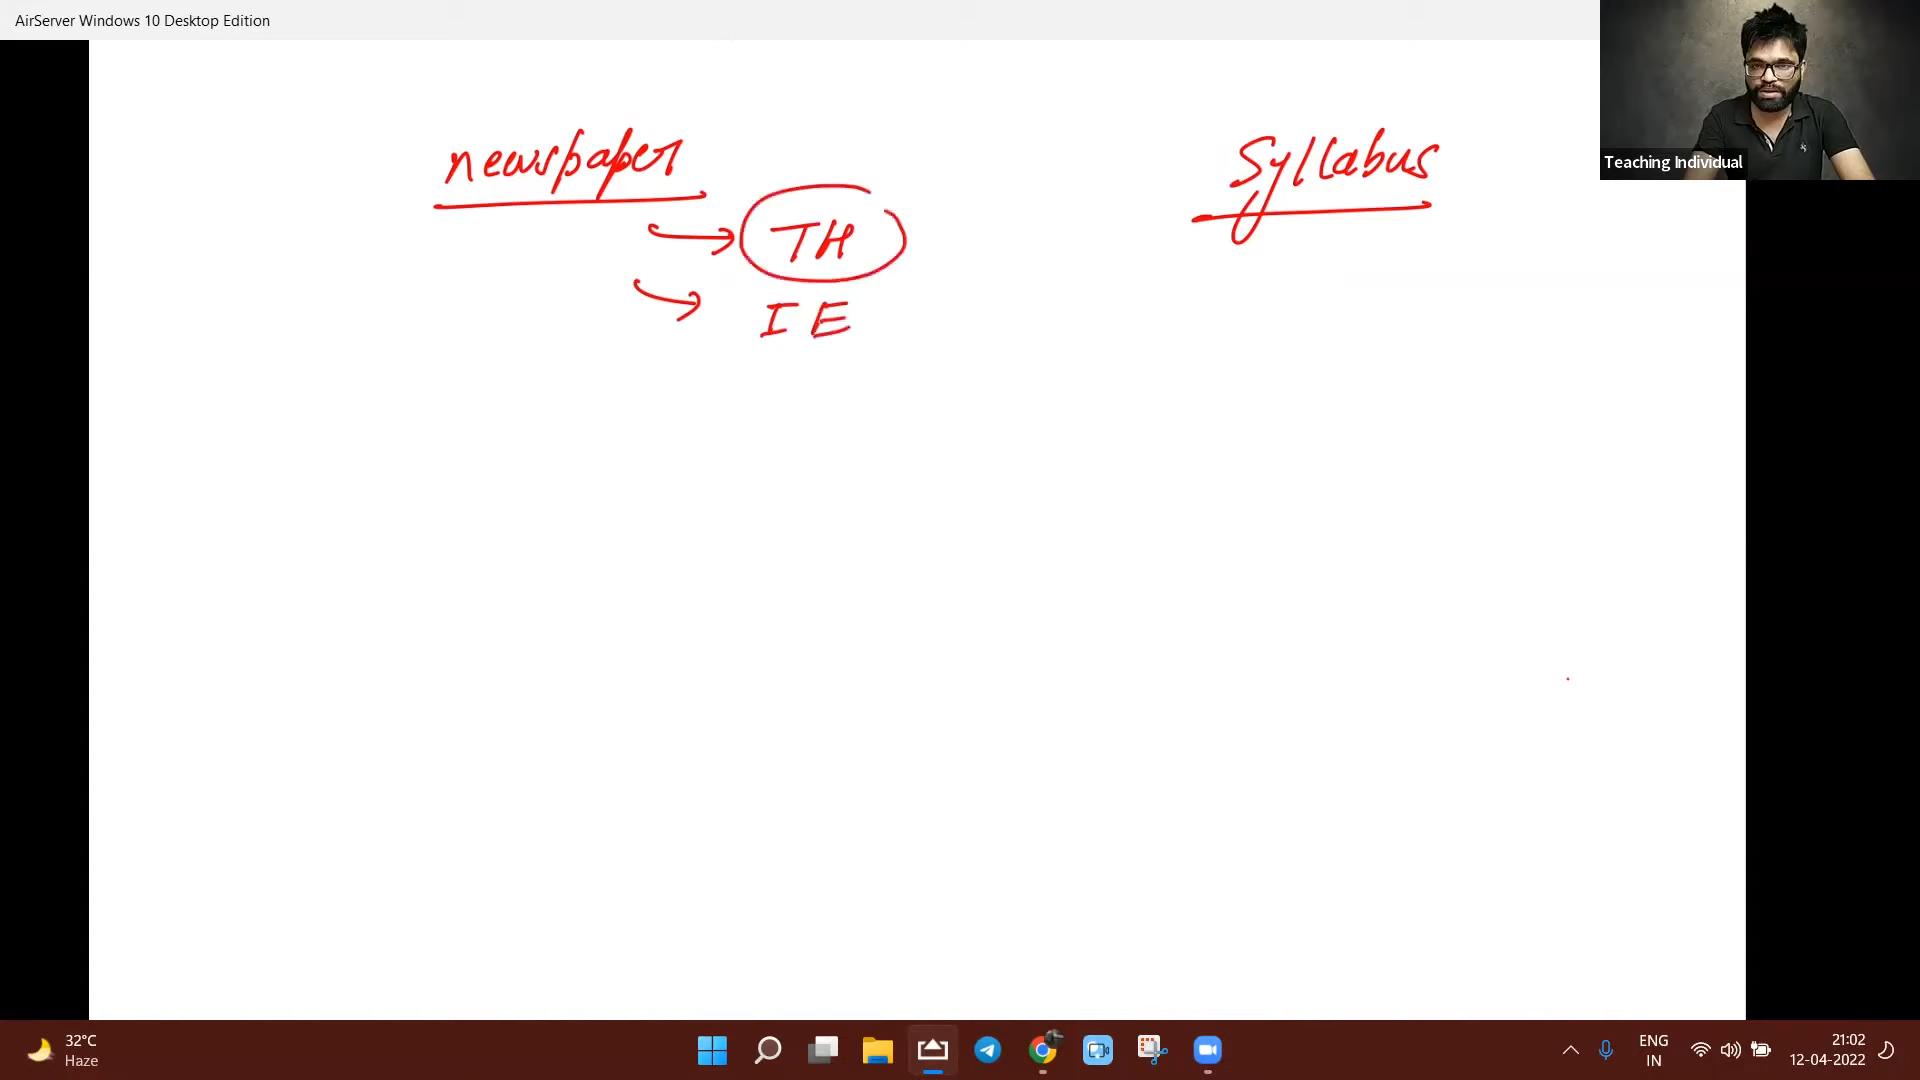 AirServer Windows 10 Desktop Edition
newspaper
Syllabus
Teaching Individual
TH
IE
32°C
Haze
ENG
IN
21:02
12-04-2022